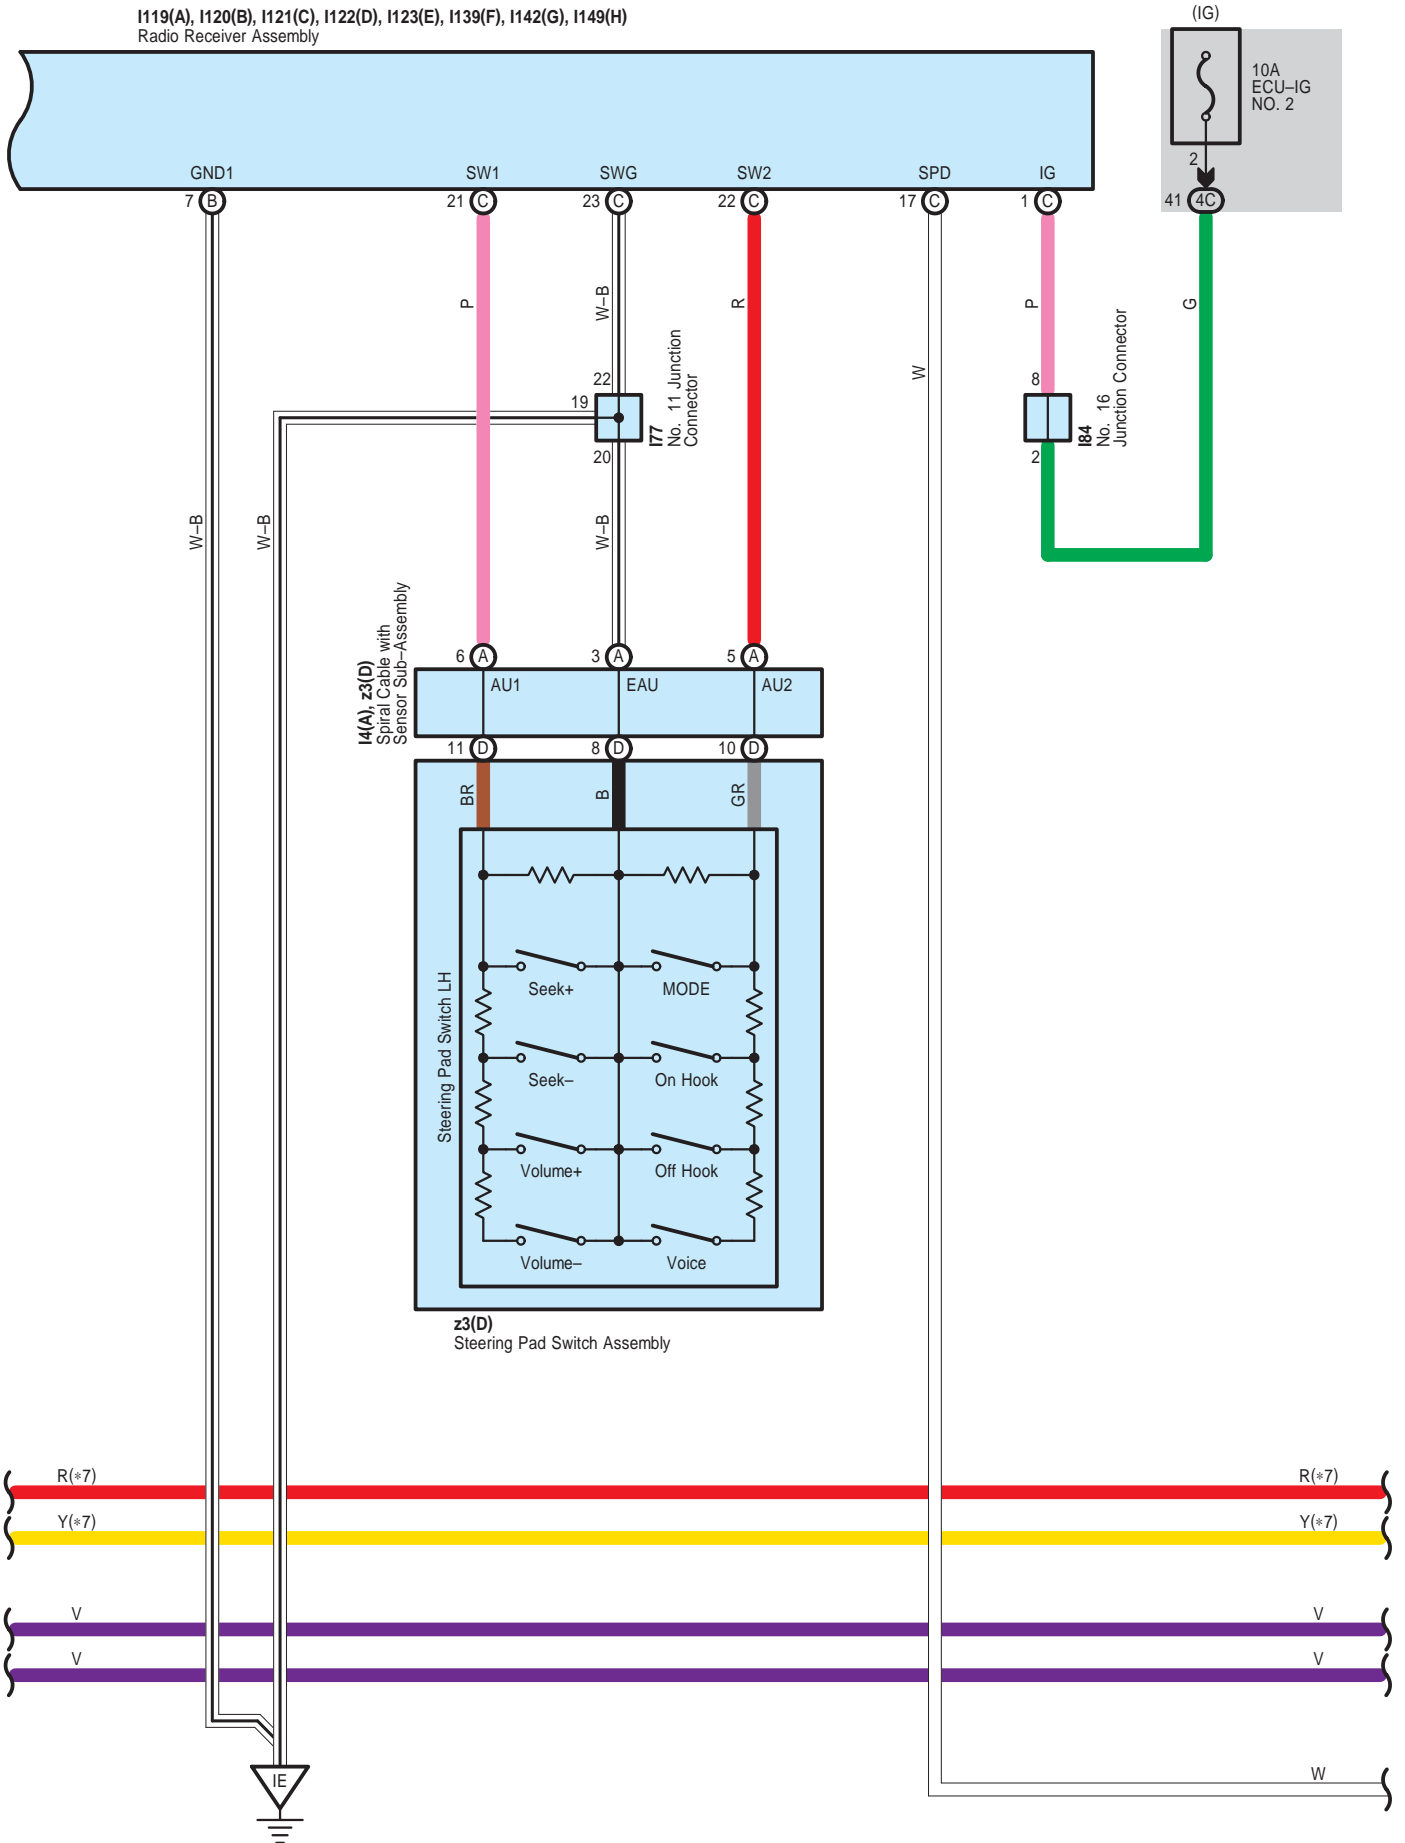 I119(A), I120(B), I121(C), I122(D), I123(E), I139(F), I142(G), I149(H)
Radio Receiver Assembly
(IG)
10A
ECU–IG
NO. 2
2
41 4C
GND1 SW1 SWG SW2 SPD IG
7 B 21 C 23 C 22 C 17 C 1 C
P
W–B
R
W
P
G
22
19
20
I77
No. 11 Junction
Connector
8
2
I84
No. 16
Junction Connector
W–B
W–B
W–B
I4(A), z3(D)
Spiral Cable with
Sensor Sub–Assembly
6 A 3 A 5 A
AU1 EAU AU2
11 D 8 D 10 D
BR
B
GR
Steering Pad Switch LH
Seek+ MODE
Seek– On Hook
Volume+ Off Hook
Volume– Voice
z3(D)
Steering Pad Switch Assembly
R(*7) R(*7)
Y(*7) Y(*7)
V V
V V
W
IE